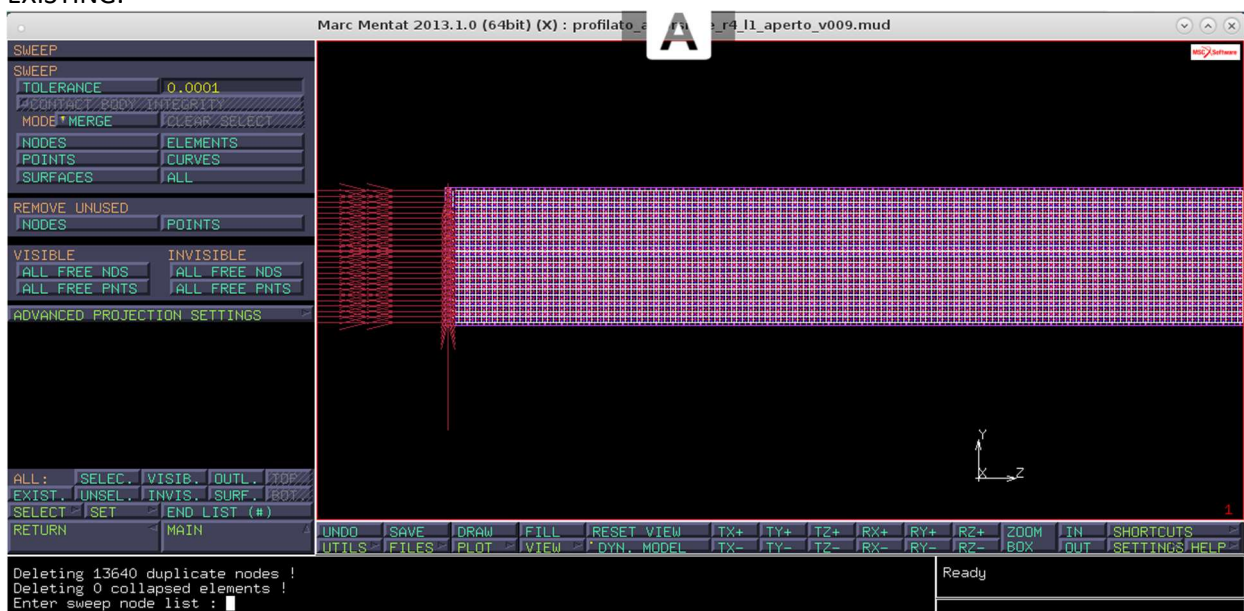 EXISTING.
Marc Mentat 2013.1.0 (64bit) (X) : profilato_a e_r4_l1_aperto_v009.mud
A
MSC Software
SWEEP
SWEEP
TOLERANCE 0.0001
CONTACT BODY INTEGRITY
MODE MERGE CLEAR SELECT
NODES ELEMENTS
POINTS CURVES
SURFACES ALL
REMOVE UNUSED
NODES POINTS
VISIBLE INVISIBLE
ALL FREE NDS ALL FREE NDS
ALL FREE PNTS ALL FREE PNTS
ADVANCED PROJECTION SETTINGS
Y
X Z
1
ALL: SELEC. VISIB. OUTL. TOP
EXIST. UNSEL. INVIS. SURF. BOT.
SELECT SET END LIST (#)
RETURN MAIN
UNDO SAVE DRAW FILL RESET VIEW TX+ TY+ TZ+ RX+ RY+ RZ+ ZOOM IN SHORTCUTS
UTILS FILES PLOT VIEW DYN. MODEL TX- TY- TZ- RX- RY- RZ- BOX OUT SETTINGS HELP
Deleting 13640 duplicate nodes !
Deleting 0 collapsed elements !
Enter sweep node list :
Ready